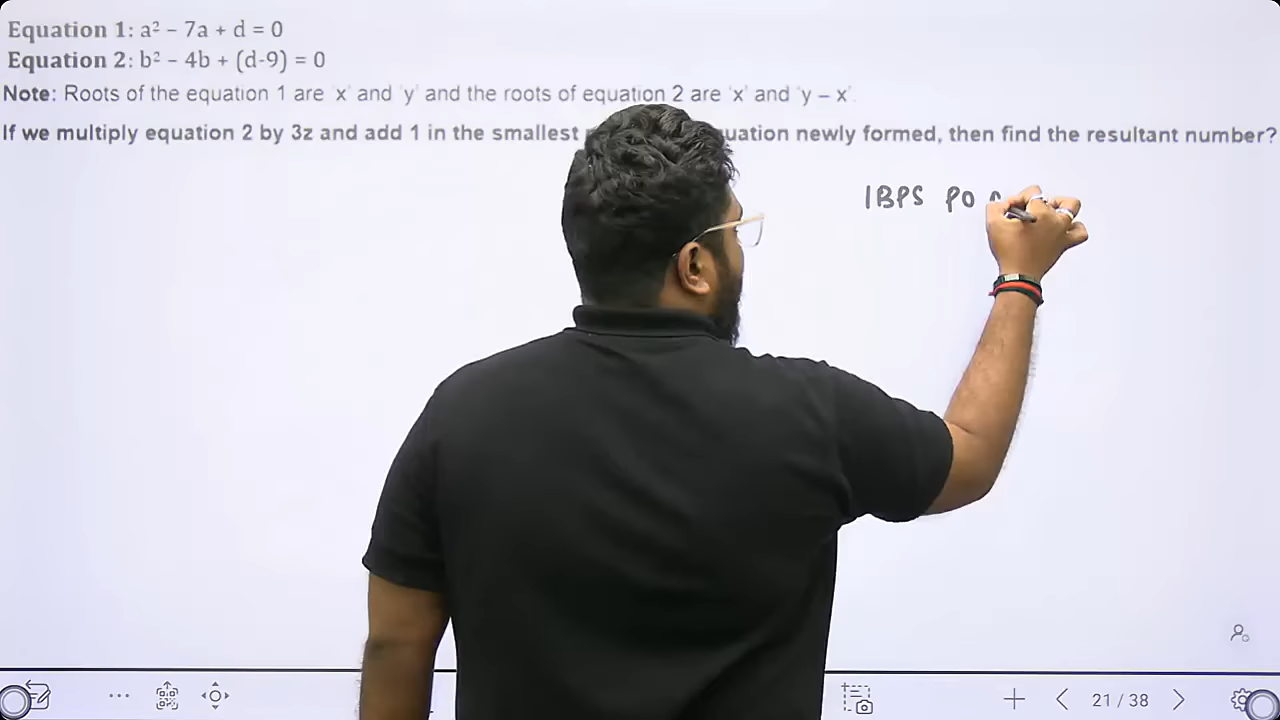 Equation 1: a² – 7a + d = 0
Equation 2: b² – 4b + (d-9) = 0
Note: Roots of the equation 1 are 'x' and 'y' and the roots of equation 2 are 'x' and 'y – x'.
If we multiply equation 2 by 3z and add 1 in the smallest uation newly formed, then find the resultant number?
IBPS PO
21 / 38